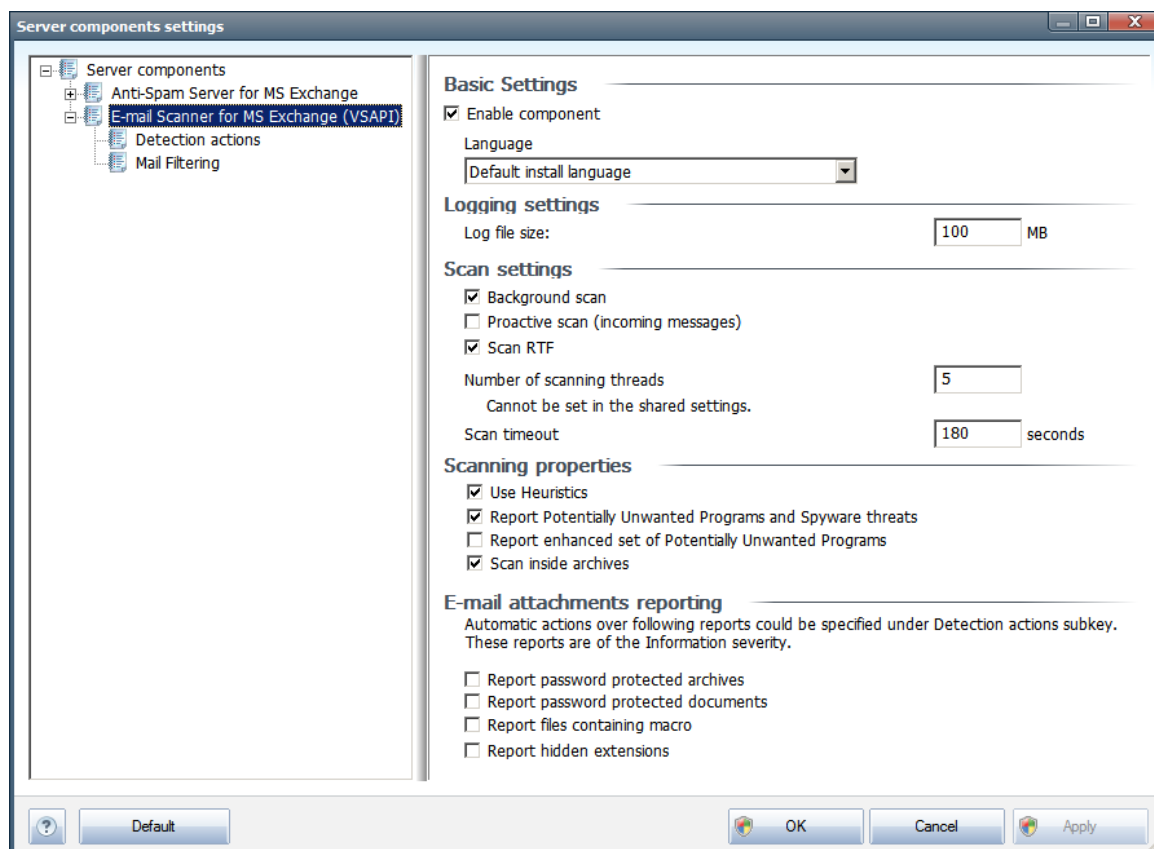 Server components settings
Server components
Anti-Spam Server for MS Exchange
E-mail Scanner for MS Exchange (VSAPI)
Detection actions
Mail Filtering
Basic Settings
Enable component
Language
Default install language
Logging settings
Log file size: 100 MB
Scan settings
Background scan
Proactive scan (incoming messages)
Scan RTF
Number of scanning threads 5
Cannot be set in the shared settings.
Scan timeout 180 seconds
Scanning properties
Use Heuristics
Report Potentially Unwanted Programs and Spyware threats
Report enhanced set of Potentially Unwanted Programs
Scan inside archives
E-mail attachments reporting
Automatic actions over following reports could be specified under Detection actions subkey.
These reports are of the Information severity.
Report password protected archives
Report password protected documents
Report files containing macro
Report hidden extensions
? Default OK Cancel Apply